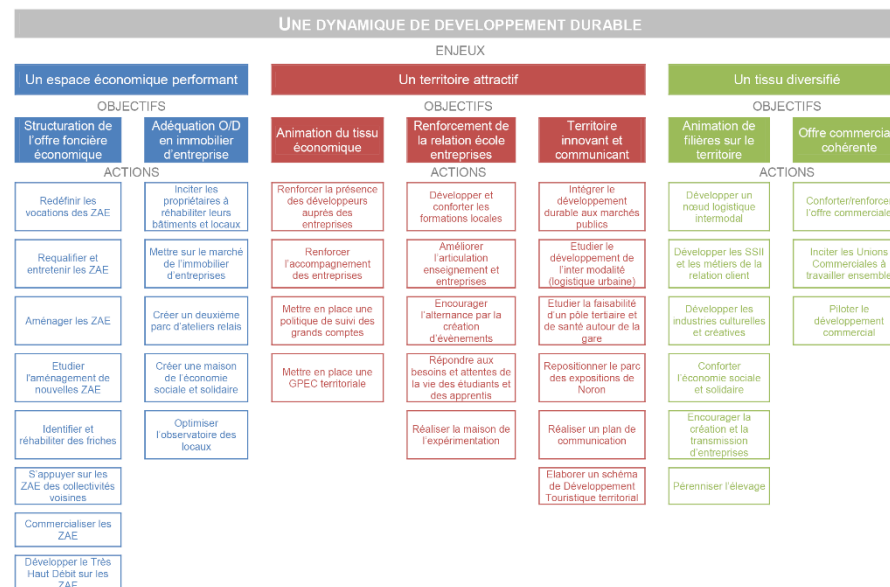 UNE DYNAMIQUE DE DEVELOPPEMENT DURABLE
ENJEUX
Un espace économique performant
Un territoire attractif
Un tissu diversifié
OBJECTIFS
OBJECTIFS
OBJECTIFS
Structuration de
l'offre foncière
économique
Adéquation O/D
en immobilier
d'entreprise
Animation du tissu
économique
Renforcement de
la relation école
entreprises
Territoire
innovant et
communicant
Animation de
filières sur le
territoire
Offre commercia
cohérente
ACTIONS
ACTIONS
ACTIONS
Redéfinir les
vocations des ZAE
Requalifier et
entretenir les ZAE
Aménager les ZAE
Etudier
l'aménagement de
nouvelles ZAE
Identifier et
réhabiliter des friches
S'appuyer sur les
ZAE des collectivités
voisines
Commercialiser les
ZAE
Développer le Très
Haut Débit sur les
ZAE
Inciter les
propriétaires à
réhabiliter leurs
bâtiments et locaux
Mettre sur le marché
de l'immobilier
d'entreprises
Créer un deuxième
parc d'ateliers relais
Créer une maison
de l'économie
sociale et solidaire
Optimiser
l'observatoire des
locaux
Renforcer la présence
des développeurs
auprès des
entreprises
Renforcer
l'accompagnement
des entreprises
Mettre en place une
politique de suivi des
grands comptes
Mettre en place une
GPEC territoriale
Développer et
conforter les
formations locales
Améliorer
l'articulation
enseignement et
entreprises
Encourager
l'alternance par la
création
d'évènements
Répondre aux
besoins et attentes de
la vie des étudiants et
des apprentis
Réaliser la maison de
l'expérimentation
Intégrer le
développement
durable aux marchés
publics
Etudier le
développement de
l'inter modalité
(logistique urbaine)
Etudier la faisabilité
d'un pôle tertiaire et
de santé autour de la
gare
Repositionner le parc
des expositions de
Noron
Réaliser un plan de
communication
Elaborer un schéma
de Développement
Touristique territorial
Développer un
nœud logistique
intermodal
Développer les SSII
et les métiers de la
relation client
Développer les
industries culturelles
et créatives
Conforter
l'économie sociale
et solidaire
Encourager la
création et la
transmission
d'entreprises
Pérenniser l'élevage
Conforter/renforcer
l'offre commerciale
Inciter les Unions
Commerciales à
travailler ensemble
Piloter le
développement
commercial